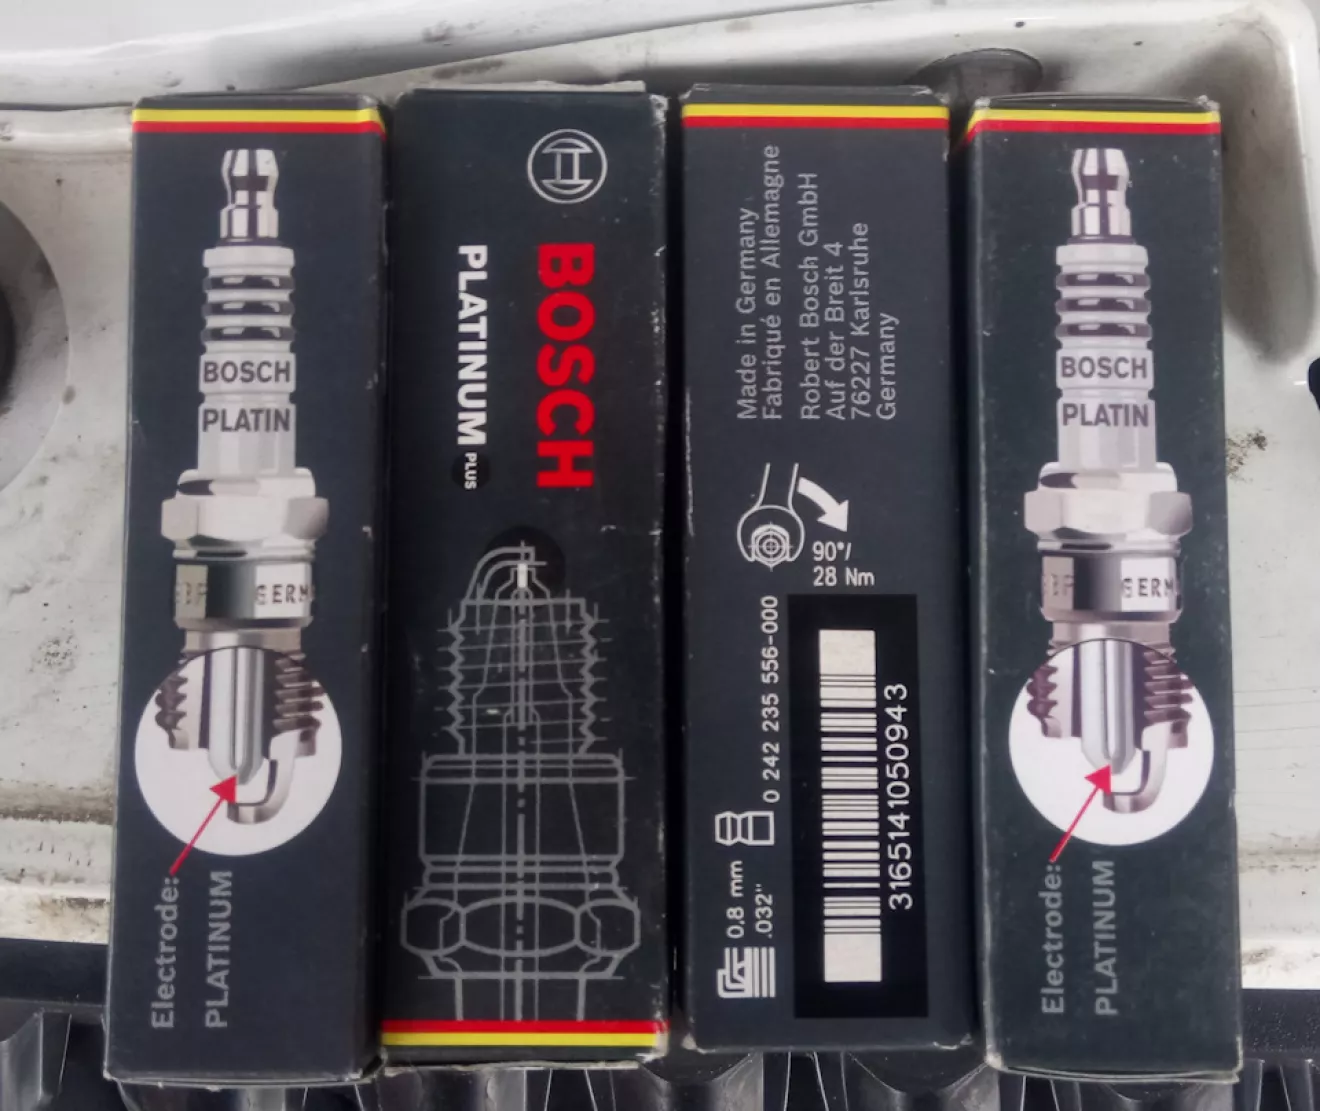 BOSCH
PLATIN
GERM
Electrode:
PLATINUM
BOSCH
PLATINUM PLUS
Made in Germany
Fabriqué en Allemagne
Robert Bosch GmbH
Auf der Breit 4
76227 Karlsruhe
Germany
90°/
28 Nm
0 242 235 556-000
0,8 mm
.032"
3165141050943
BOSCH
PLATIN
GERM
Electrode:
PLATINUM